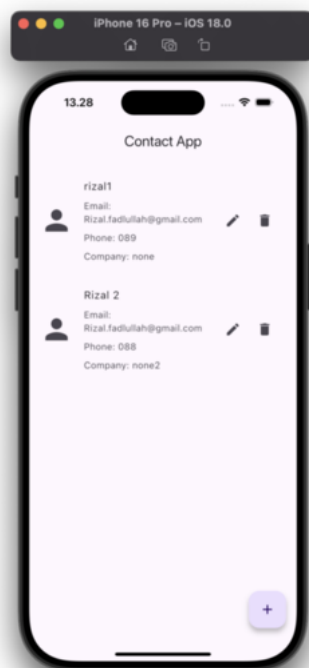 iPhone 16 Pro – iOS 18.0
13.28
Contact App
rizal1
Email:
Rizal.fadlullah@gmail.com
Phone: 089
Company: none
Rizal 2
Email:
Rizal.fadlullah@gmail.com
Phone: 088
Company: none2
+